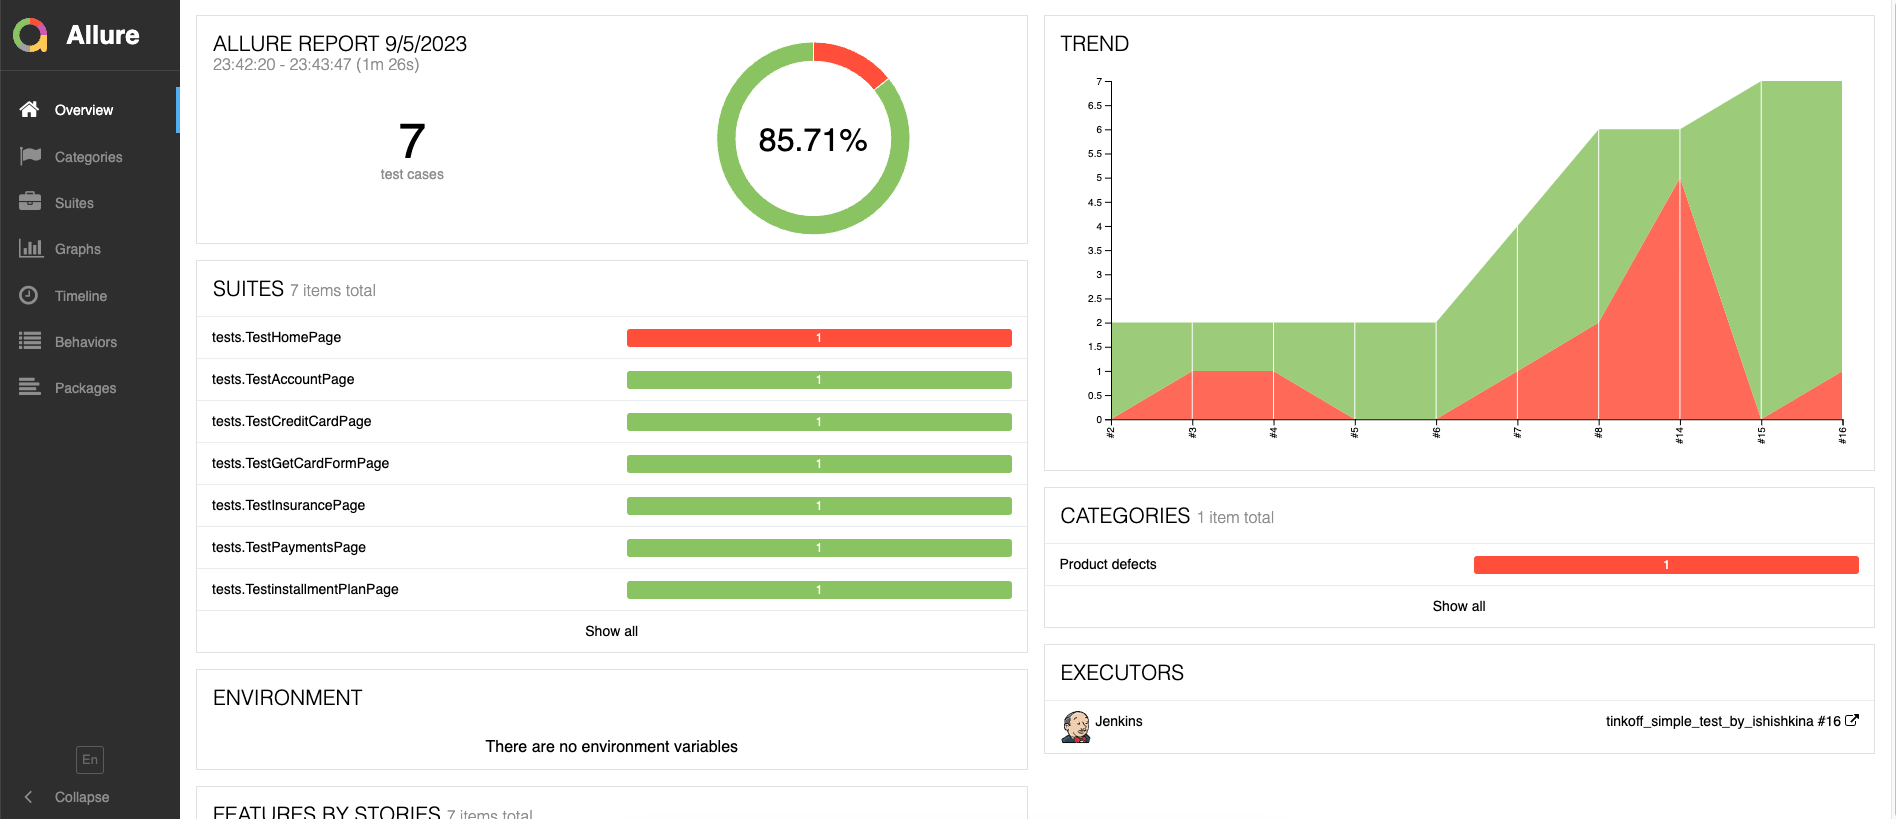 Allure
Overview
Categories
Suites
Graphs
Timeline
Behaviors
Packages
En
Collapse
ALLURE REPORT 9/5/2023
23:42:20 - 23:43:47 (1m 26s)
7
test cases
85.71%
SUITES 7 items total
tests.TestHomePage 1
tests.TestAccountPage 1
tests.TestCreditCardPage 1
tests.TestGetCardFormPage 1
tests.TestInsurancePage 1
tests.TestPaymentsPage 1
tests.TestinstallmentPlanPage 1
Show all
ENVIRONMENT
There are no environment variables
FEATURES BY STORIES 7 items total
TREND
7
6.5
6
5.5
5
4.5
4
3.5
3
2.5
2
1.5
1
0.5
0
#2 #3 #4 #5 #6 #7 #8 #14 #15 #16
CATEGORIES 1 item total
Product defects 1
Show all
EXECUTORS
Jenkins tinkoff_simple_test_by_ishishkina #16